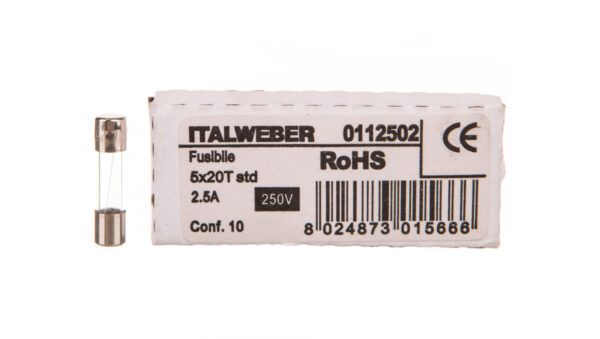 ITALWEBER 0112502 CE
Fusibile RoHS
5x20T std
2.5A 250V
Conf. 10 8 024873 015666